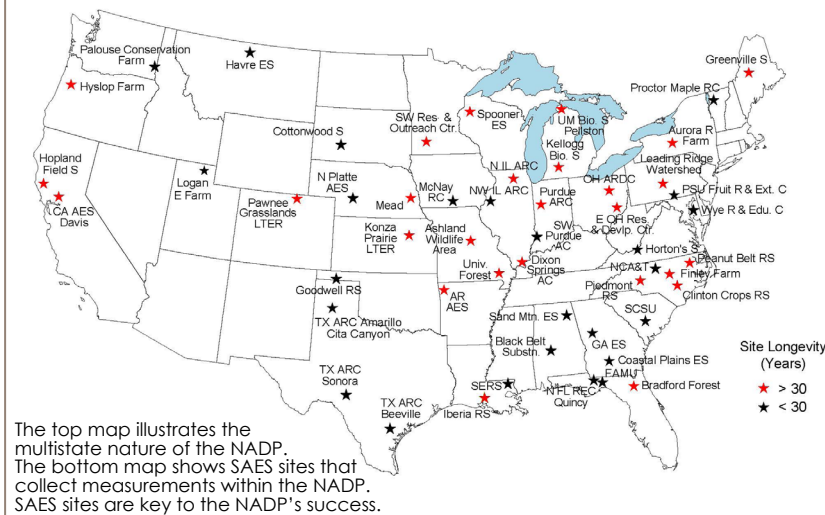 Palouse Conservation
Farm
Havre ES
Hyslop Farm
Greenville S
Proctor Maple RC
SW Res &
Outreach Ctr.
Spooner
ES
UM Bio. S
Pellston
Kellogg
Bio. S
Aurora R
Farm
Cottonwood S
Leading Ridge
Watershed
Hopland
Field S
CA AES
Davis
Logan
E Farm
N Platte
AES
McNay
RC
N IL ARC
NW IL ARC
OH ARDC
PSU Fruit R & Ext. C
Purdue
ARC
Wye R & Edu. C
Pawnee
Grasslands
LTER
Mead
E OH Res.
& Devlp. Ctr.
Konza
Prairie
LTER
Ashland
Wildlife
Area
SW
Purdue
AC
Horton's S
Peanut Belt RS
Univ.
Forest
Dixon
Springs
AC
NCA&T
Finley Farm
Piedmont
RS
Clinton Crops RS
Goodwell RS
AR
AES
TX ARC Amarillo
Cita Canyon
Sand Mtn. ES
SCSU
GA ES
Black Belt
Substn.
Coastal Plains ES
TX ARC
Sonora
FAMU
SERS
N FL REC
Quincy
Bradford Forest
TX ARC
Beeville
Iberia RS
Site Longevity
(Years)
> 30
< 30
The top map illustrates the
multistate nature of the NADP.
The bottom map shows SAES sites that
collect measurements within the NADP.
SAES sites are key to the NADP's success.